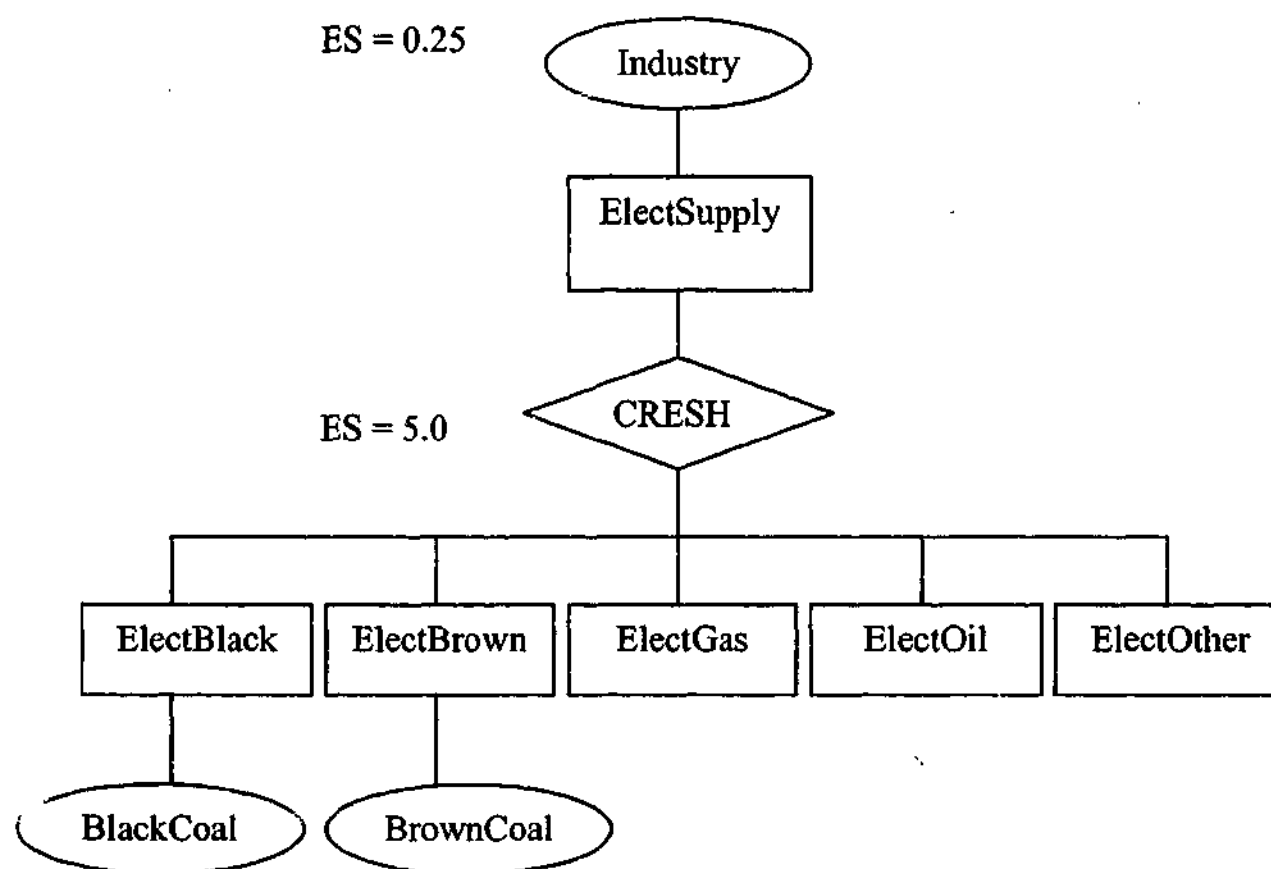 ES = 0.25
Industry
ElectSupply
CRESH
ES = 5.0
ElectBlack
ElectBrown
ElectGas
ElectOil
ElectOther
BlackCoal
BrownCoal